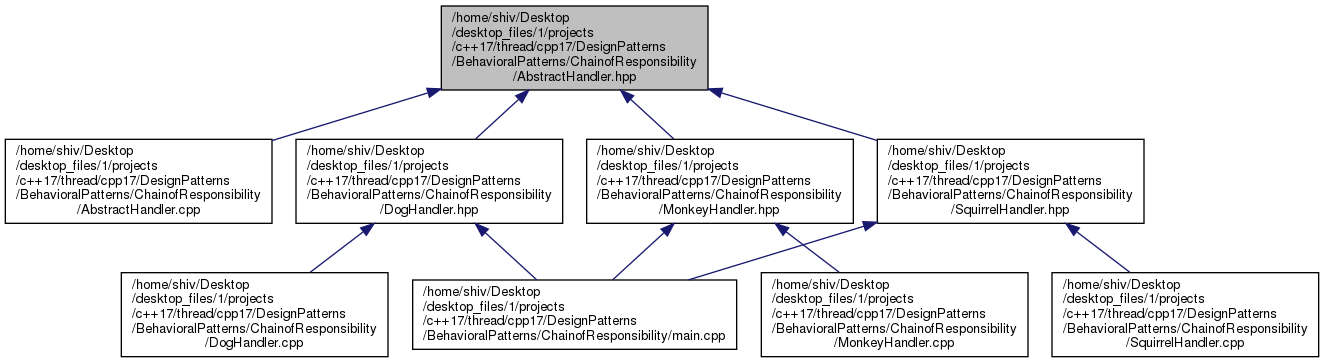 /home/shiv/Desktop
/desktop_files/1/projects
/c++17/thread/cpp17/DesignPatterns
/BehavioralPatterns/ChainofResponsibility
/AbstractHandler.hpp
/home/shiv/Desktop
/desktop_files/1/projects
/c++17/thread/cpp17/DesignPatterns
/BehavioralPatterns/ChainofResponsibility
/AbstractHandler.cpp
/home/shiv/Desktop
/desktop_files/1/projects
/c++17/thread/cpp17/DesignPatterns
/BehavioralPatterns/ChainofResponsibility
/DogHandler.hpp
/home/shiv/Desktop
/desktop_files/1/projects
/c++17/thread/cpp17/DesignPatterns
/BehavioralPatterns/ChainofResponsibility
/MonkeyHandler.hpp
/home/shiv/Desktop
/desktop_files/1/projects
/c++17/thread/cpp17/DesignPatterns
/BehavioralPatterns/ChainofResponsibility
/SquirrelHandler.hpp
/home/shiv/Desktop
/desktop_files/1/projects
/c++17/thread/cpp17/DesignPatterns
/BehavioralPatterns/ChainofResponsibility
/DogHandler.cpp
/home/shiv/Desktop
/desktop_files/1/projects
/c++17/thread/cpp17/DesignPatterns
/BehavioralPatterns/ChainofResponsibility/main.cpp
/home/shiv/Desktop
/desktop_files/1/projects
/c++17/thread/cpp17/DesignPatterns
/BehavioralPatterns/ChainofResponsibility
/MonkeyHandler.cpp
/home/shiv/Desktop
/desktop_files/1/projects
/c++17/thread/cpp17/DesignPatterns
/BehavioralPatterns/ChainofResponsibility
/SquirrelHandler.cpp